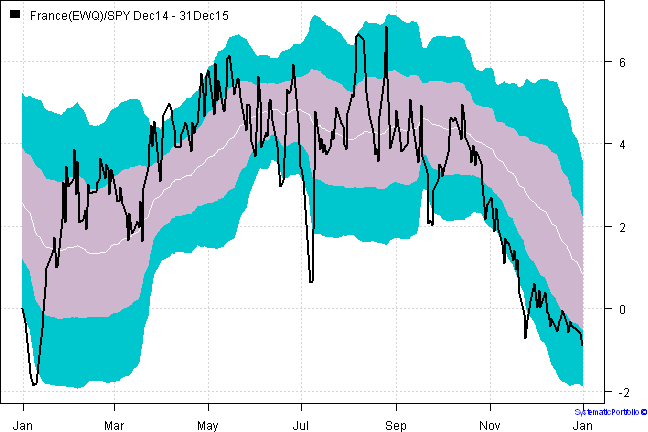 France(EWQ)/SPY Dec14 - 31Dec15
6
4
2
0
-2
Jan Mar May Jul Sep Nov Jan
SystematicPortfolio ©